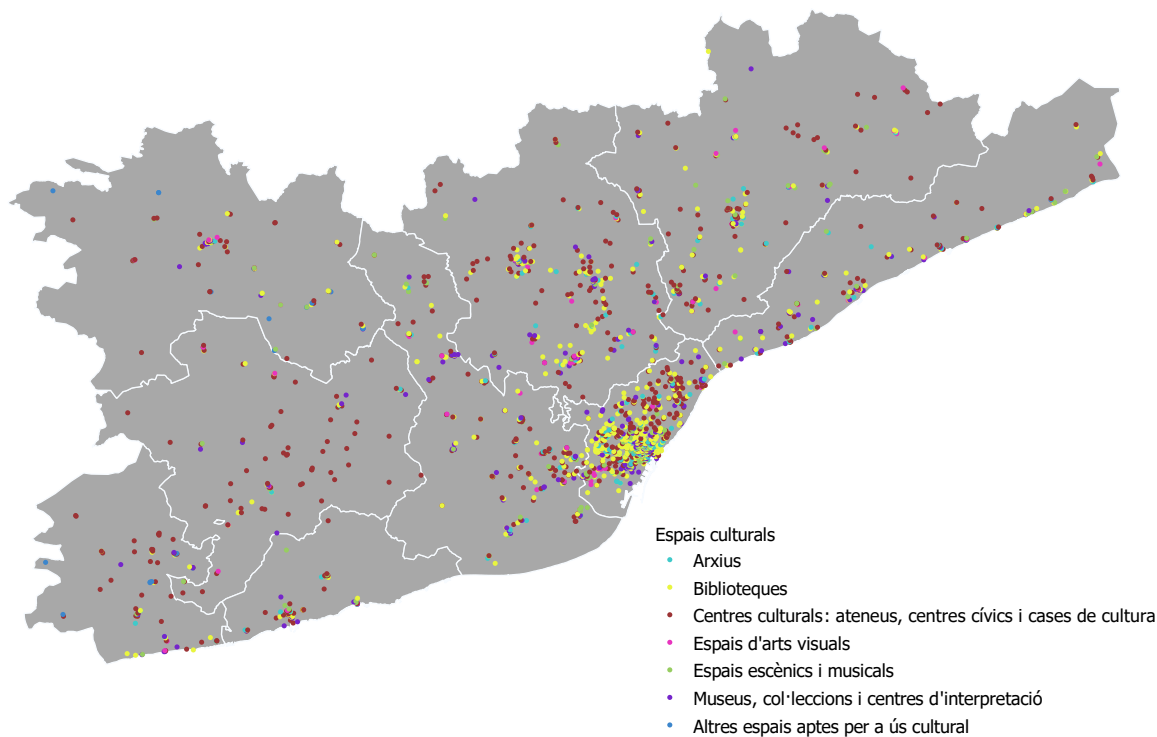 Espais culturals
Arxius
Biblioteques
Centres culturals: ateneus, centres cívics i cases de cultura
Espais d'arts visuals
Espais escènics i musicals
Museus, col·leccions i centres d'interpretació
Altres espais aptes per a ús cultural